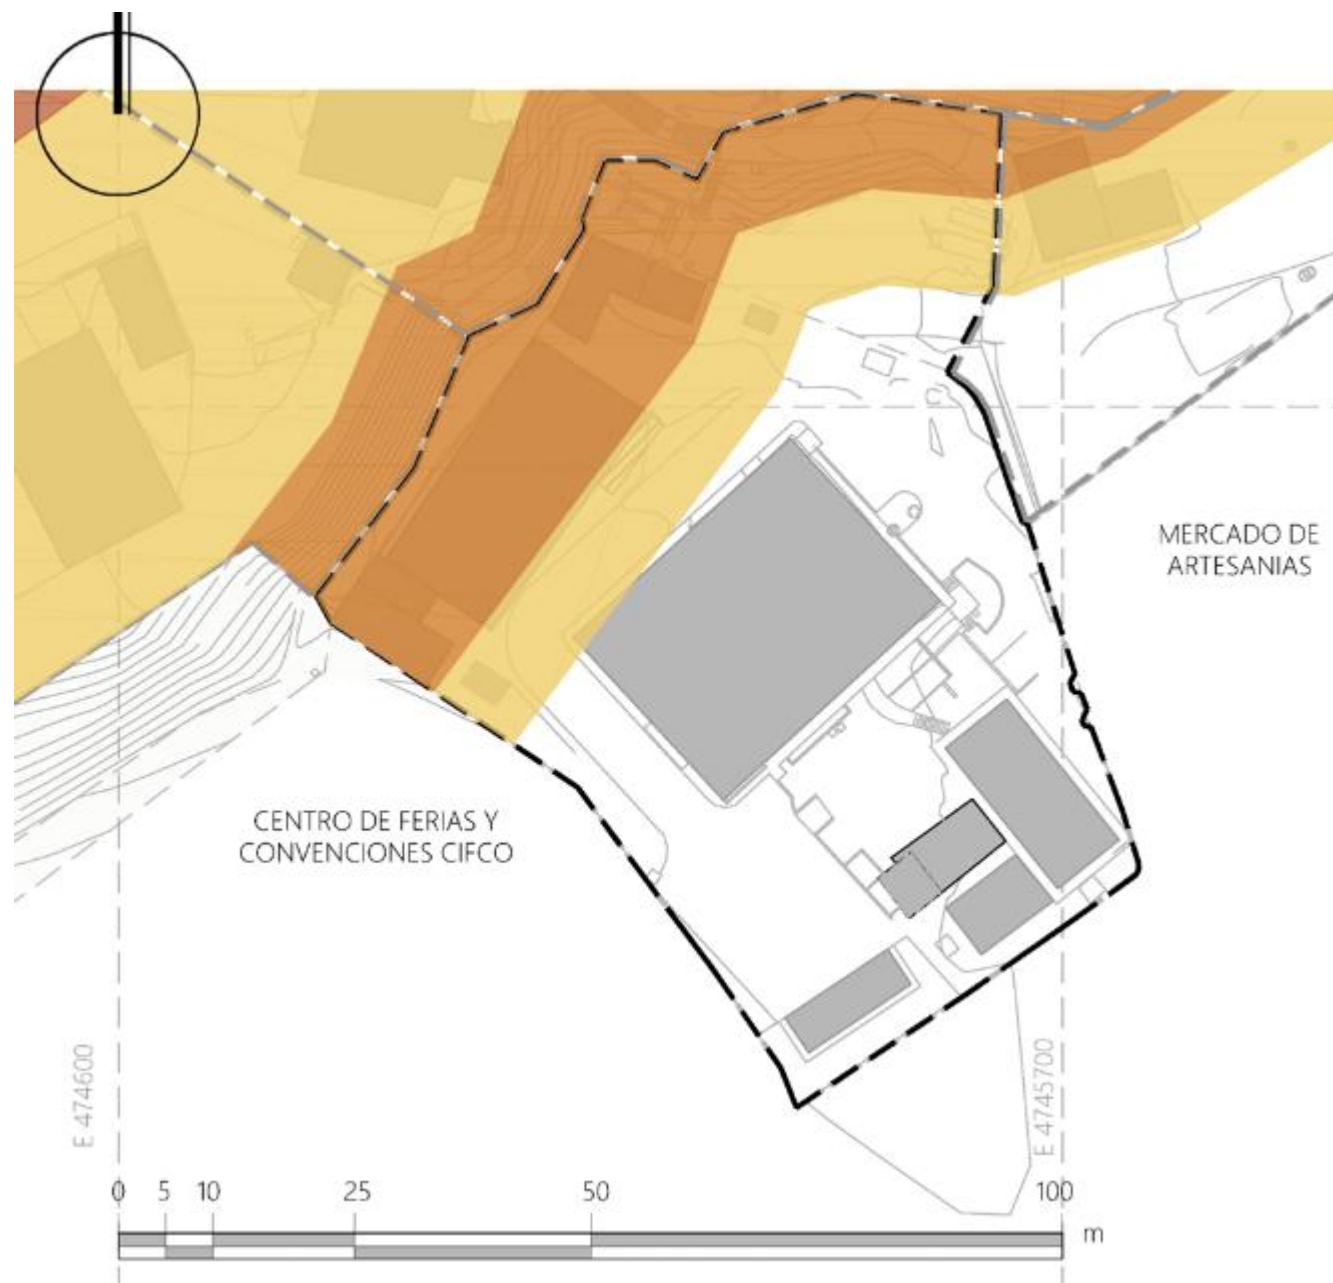 MERCADO DE
ARTESANIAS
CENTRO DE FERIAS Y
CONVENCIONES CIFCO
E 474600
E 4745700
0 5 10 25 50 100
m